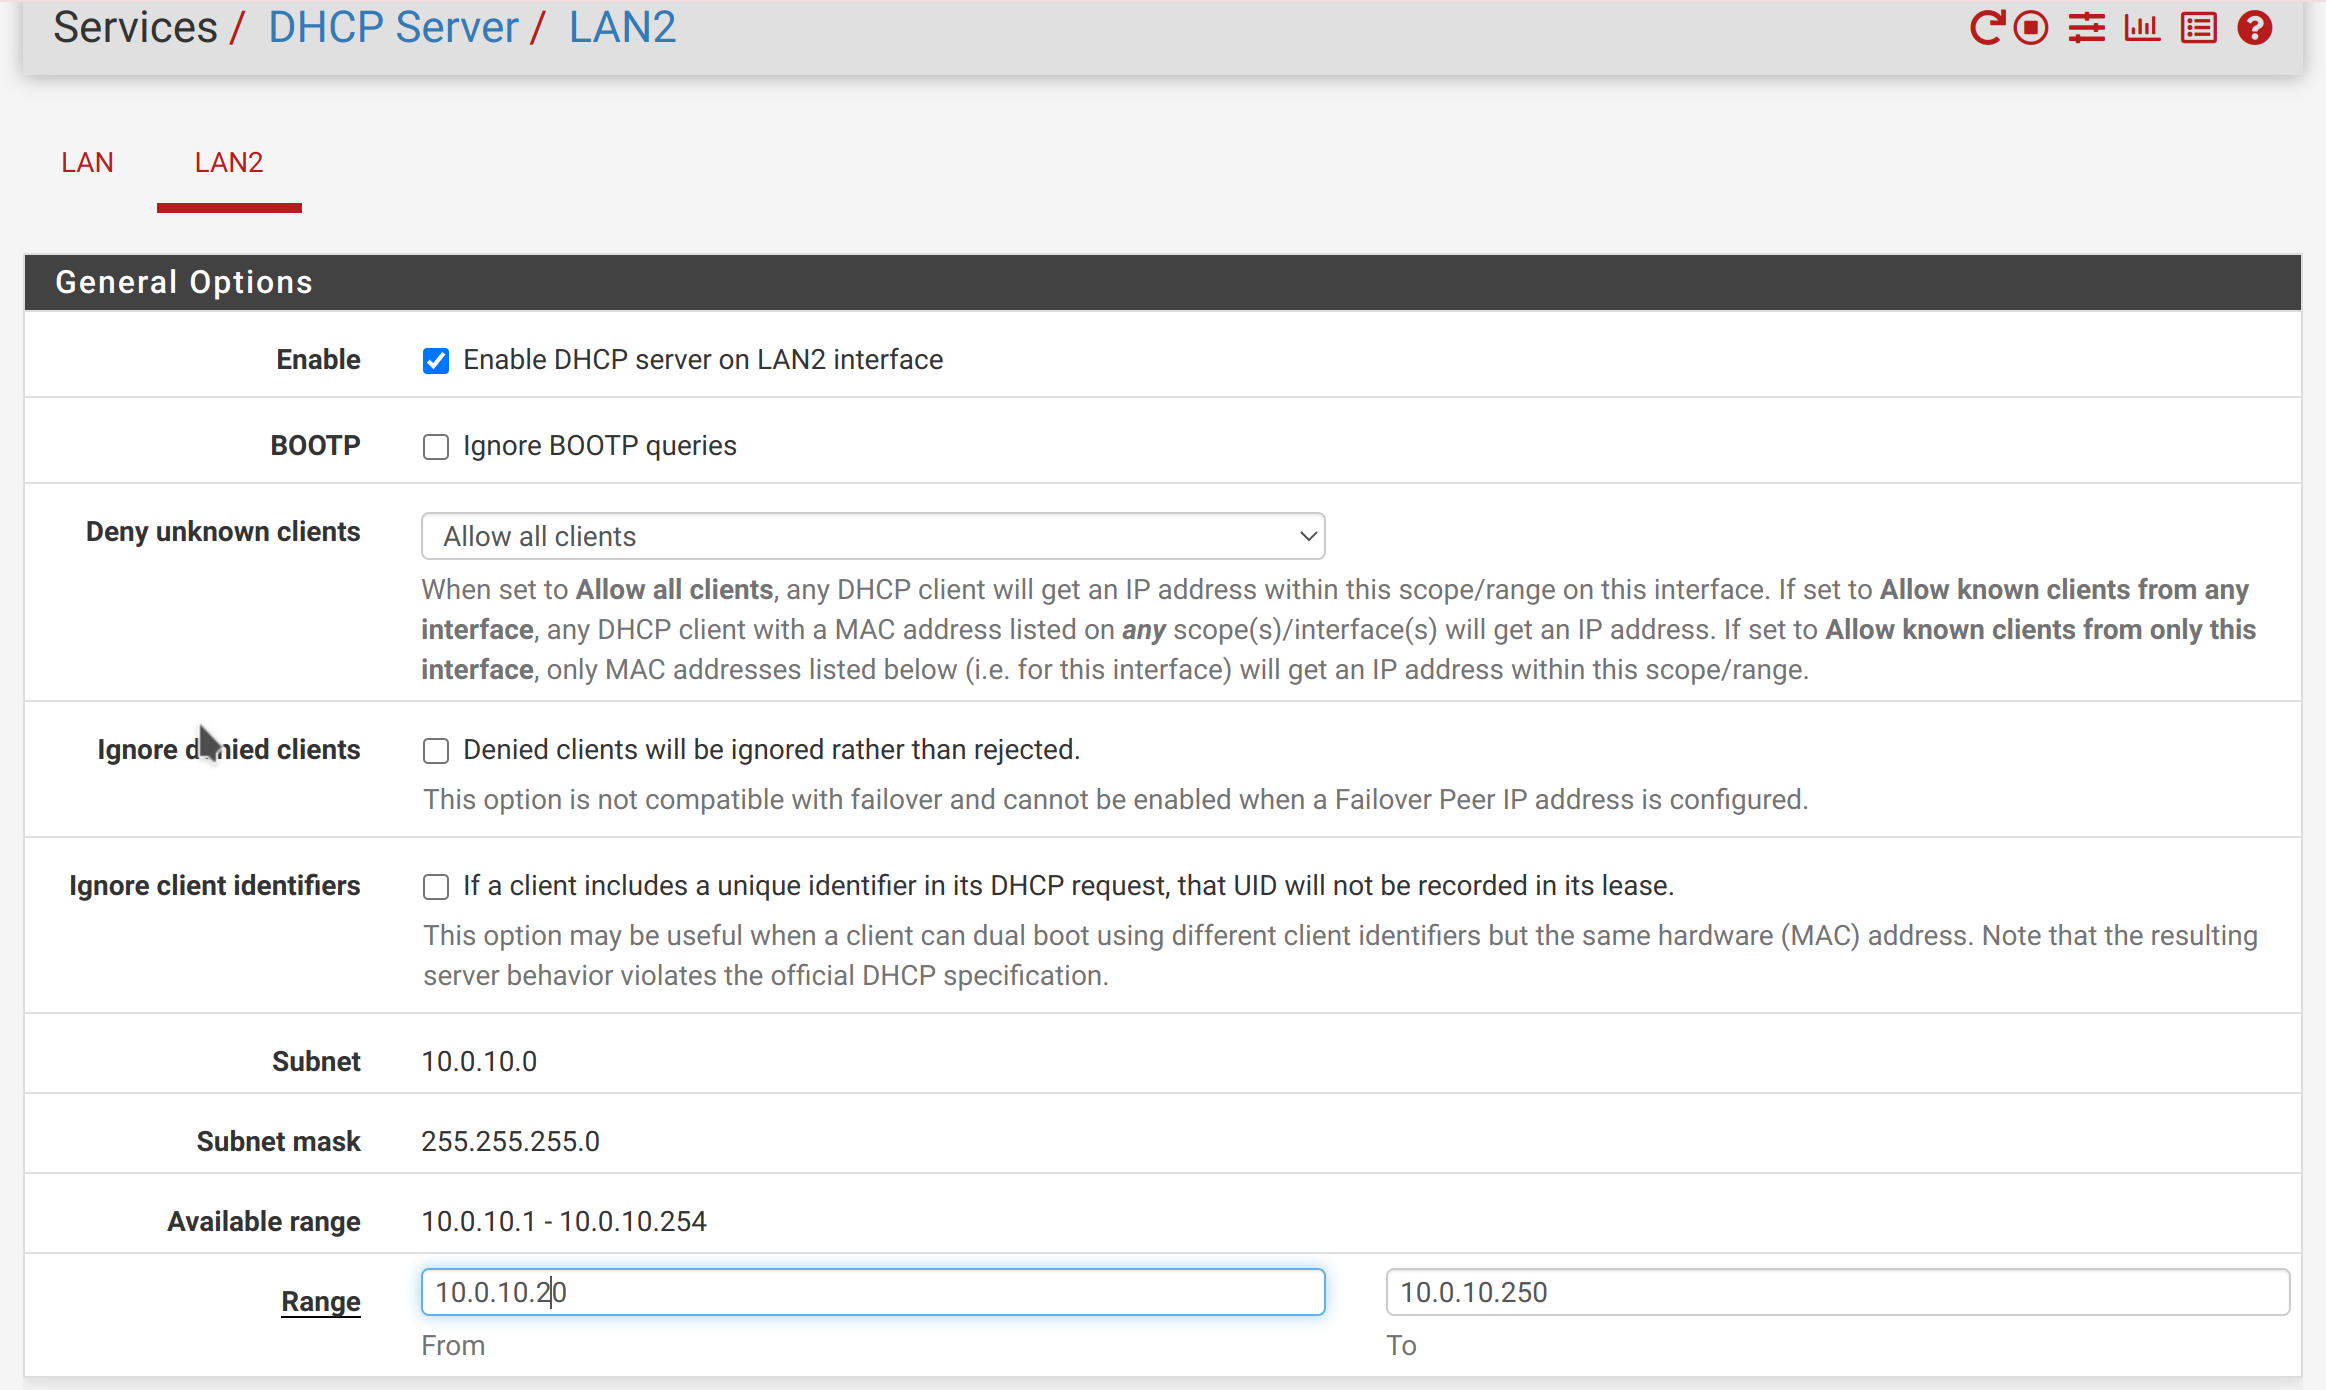 Services / DHCP Server / LAN2
LAN LAN2
General Options
Enable Enable DHCP server on LAN2 interface
BOOTP Ignore BOOTP queries
Deny unknown clients Allow all clients
When set to Allow all clients, any DHCP client will get an IP address within this scope/range on this interface. If set to Allow known clients from any
interface, any DHCP client with a MAC address listed on any scope(s)/interface(s) will get an IP address. If set to Allow known clients from only this
interface, only MAC addresses listed below (i.e. for this interface) will get an IP address within this scope/range.
Ignore denied clients Denied clients will be ignored rather than rejected.
This option is not compatible with failover and cannot be enabled when a Failover Peer IP address is configured.
Ignore client identifiers If a client includes a unique identifier in its DHCP request, that UID will not be recorded in its lease.
This option may be useful when a client can dual boot using different client identifiers but the same hardware (MAC) address. Note that the resulting
server behavior violates the official DHCP specification.
Subnet 10.0.10.0
Subnet mask 255.255.255.0
Available range 10.0.10.1 - 10.0.10.254
Range 10.0.10.20 10.0.10.250
From To